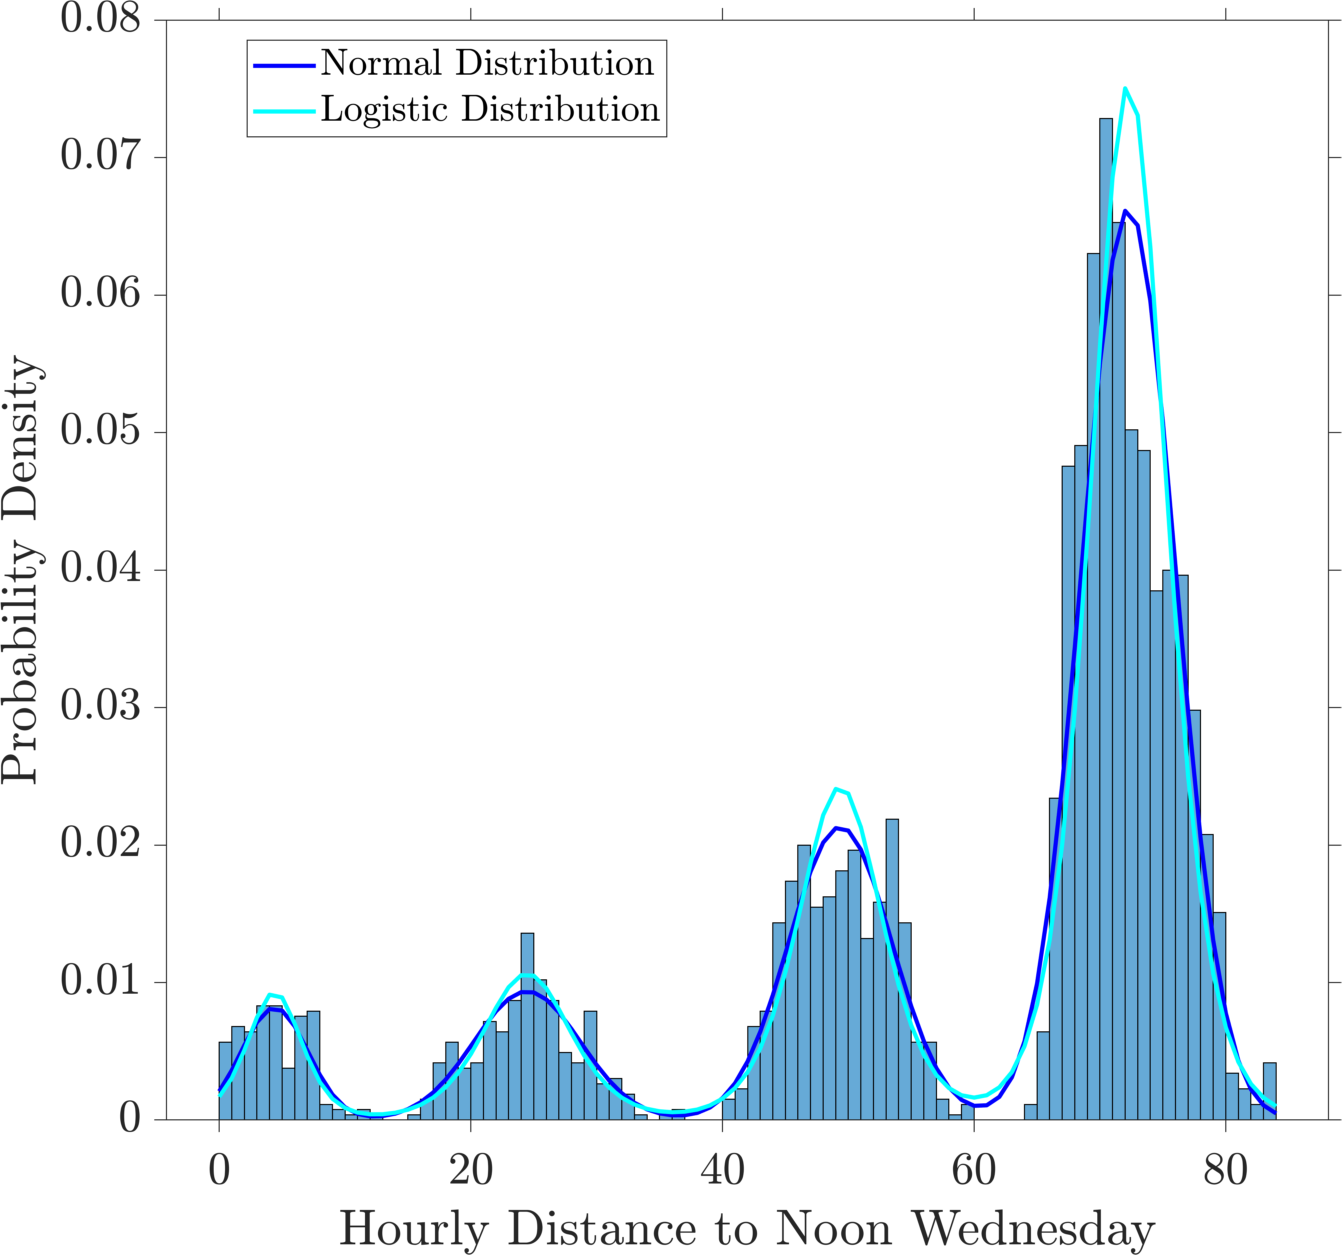 Normal Distribution
Logistic Distribution
0.08
0.07
0.06
0.05
0.04
0.03
0.02
0.01
0
Probability Density
0 20 40 60 80
Hourly Distance to Noon Wednesday